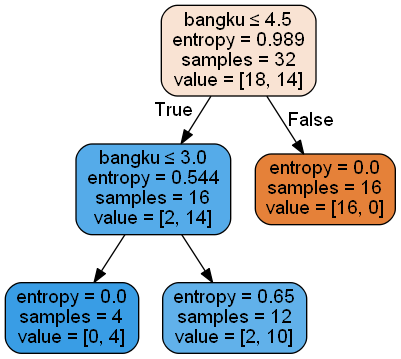 bangku ≤ 4.5
entropy = 0.989
samples = 32
value = [18, 14]
True
False
bangku ≤ 3.0
entropy = 0.544
samples = 16
value = [2, 14]
entropy = 0.0
samples = 16
value = [16, 0]
entropy = 0.0
samples = 4
value = [0, 4]
entropy = 0.65
samples = 12
value = [2, 10]